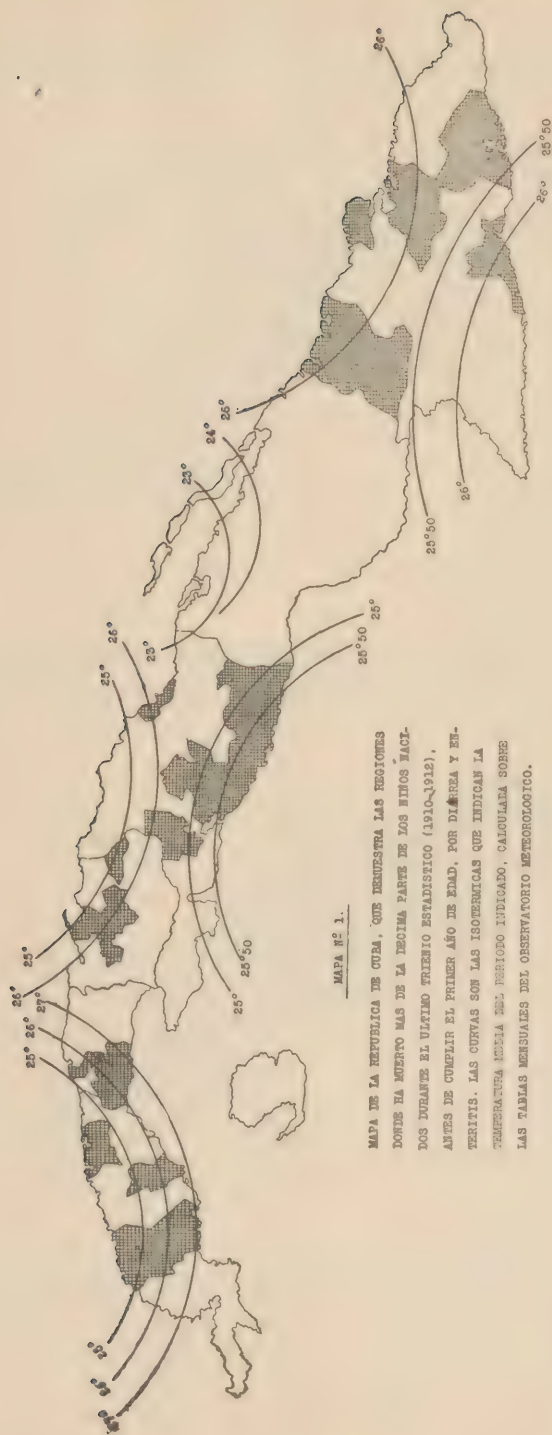 25°
26°
27°
26°
25°
25°
26°
25°
25°50
25°
25°50
23°
23°
24°
26°
26°
25°50
26°
25°50
26°
MAPA Nº 1.
MAPA DE LA REPUBLICA DE CUBA, QUE DEMUESTRA LAS REGIONES
DONDE HA MUERTO MAS DE LA DECIMA PARTE DE LOS NIÑOS NACI-
DOS DURANTE EL ULTIMO TRIENIO ESTADISTICO (1910-1912),
ANTES DE CUMPLIR EL PRIMER AÑO DE EDAD, POR DIARREA Y EN-
TERITIS. LAS CURVAS SON LAS ISOTERMICAS QUE INDICAN LA
TEMPERATURA MEDIA DEL PERIODO INDICADO, CALCULADA SOBRE
LAS TABLAS MENSUALES DEL OBSERVATORIO METEOROLOGICO.